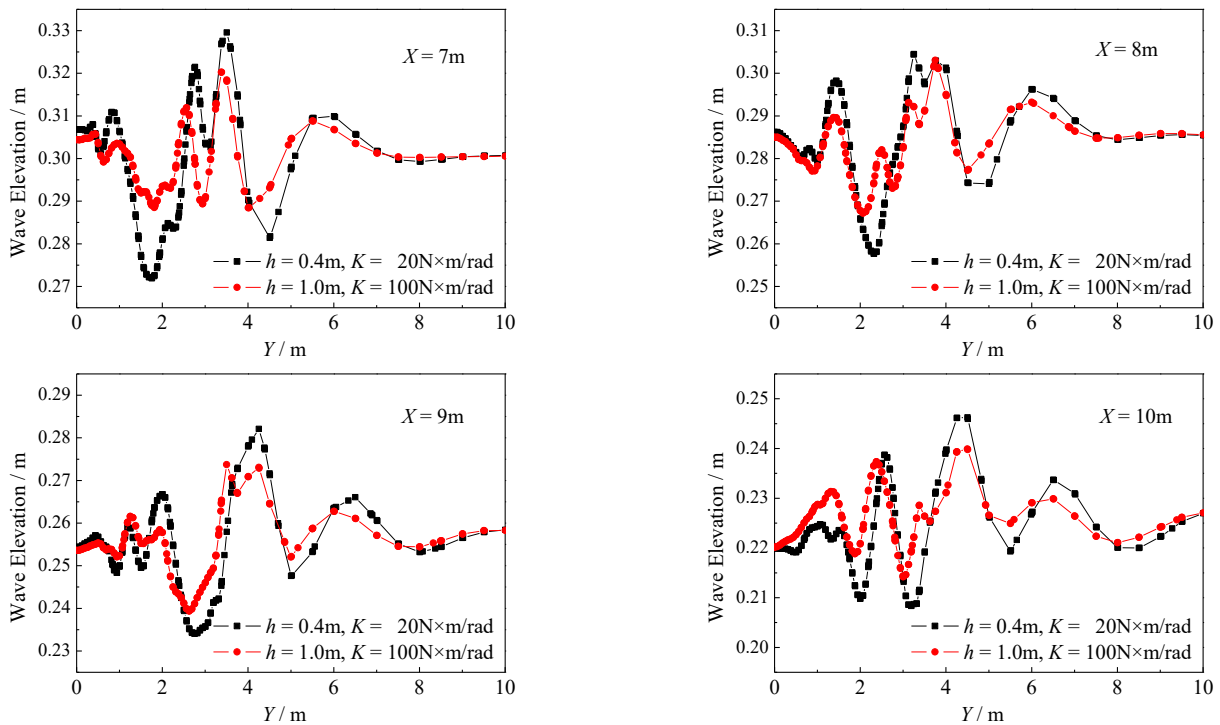 0.33
0.32
0.31
0.30
0.29
0.28
0.27
Wave Elevation / m
X = 7m
h = 0.4m, K = 20N×m/rad
h = 1.0m, K = 100N×m/rad
0 2 4 6 8 10
Y / m
0.31
0.30
0.29
0.28
0.27
0.26
0.25
Wave Elevation / m
X = 8m
h = 0.4m, K = 20N×m/rad
h = 1.0m, K = 100N×m/rad
0 2 4 6 8 10
Y / m
0.29
0.28
0.27
0.26
0.25
0.24
0.23
Wave Elevation / m
X = 9m
h = 0.4m, K = 20N×m/rad
h = 1.0m, K = 100N×m/rad
0 2 4 6 8 10
Y / m
0.25
0.24
0.23
0.22
0.21
0.20
Wave Elevation / m
X = 10m
h = 0.4m, K = 20N×m/rad
h = 1.0m, K = 100N×m/rad
0 2 4 6 8 10
Y / m